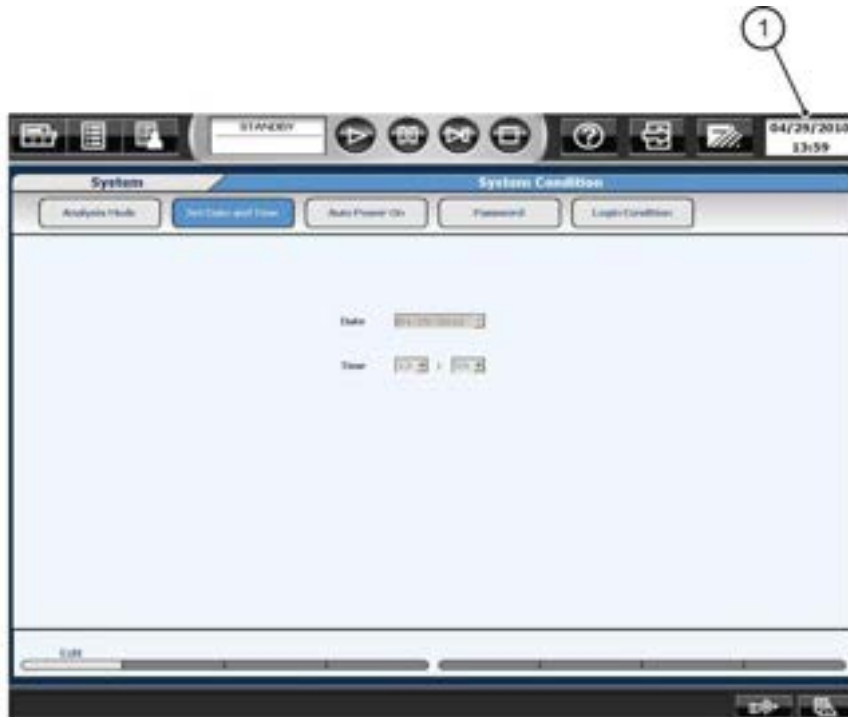 1
STANDBY
04/29/2010
13:59
System
System Condition
Analysis Mode
Set Date and Time
Auto Power On
Password
Login Condition
Date
Time
:
Edit